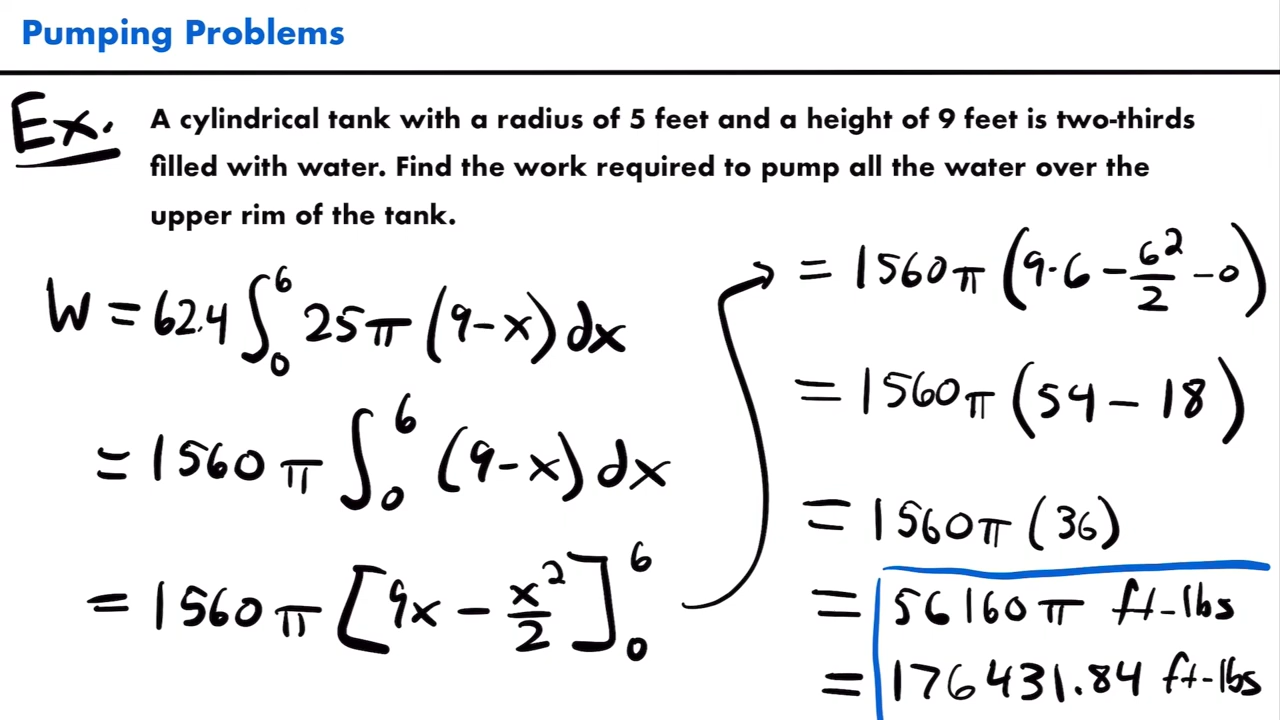 Pumping Problems
Ex. A cylindrical tank with a radius of 5 feet and a height of 9 feet is two-thirds
filled with water. Find the work required to pump all the water over the
upper rim of the tank.
W = 62.4 ∫₀⁶ 25π (9-x) dx
= 1560π ∫₀⁶ (9-x) dx
= 1560π [9x - x²/2]₀⁶
= 1560π (9·6 - 6²/2 - 0)
= 1560π (54 - 18)
= 1560π (36)
= 56160π ft-lbs
= 176431.84 ft-lbs